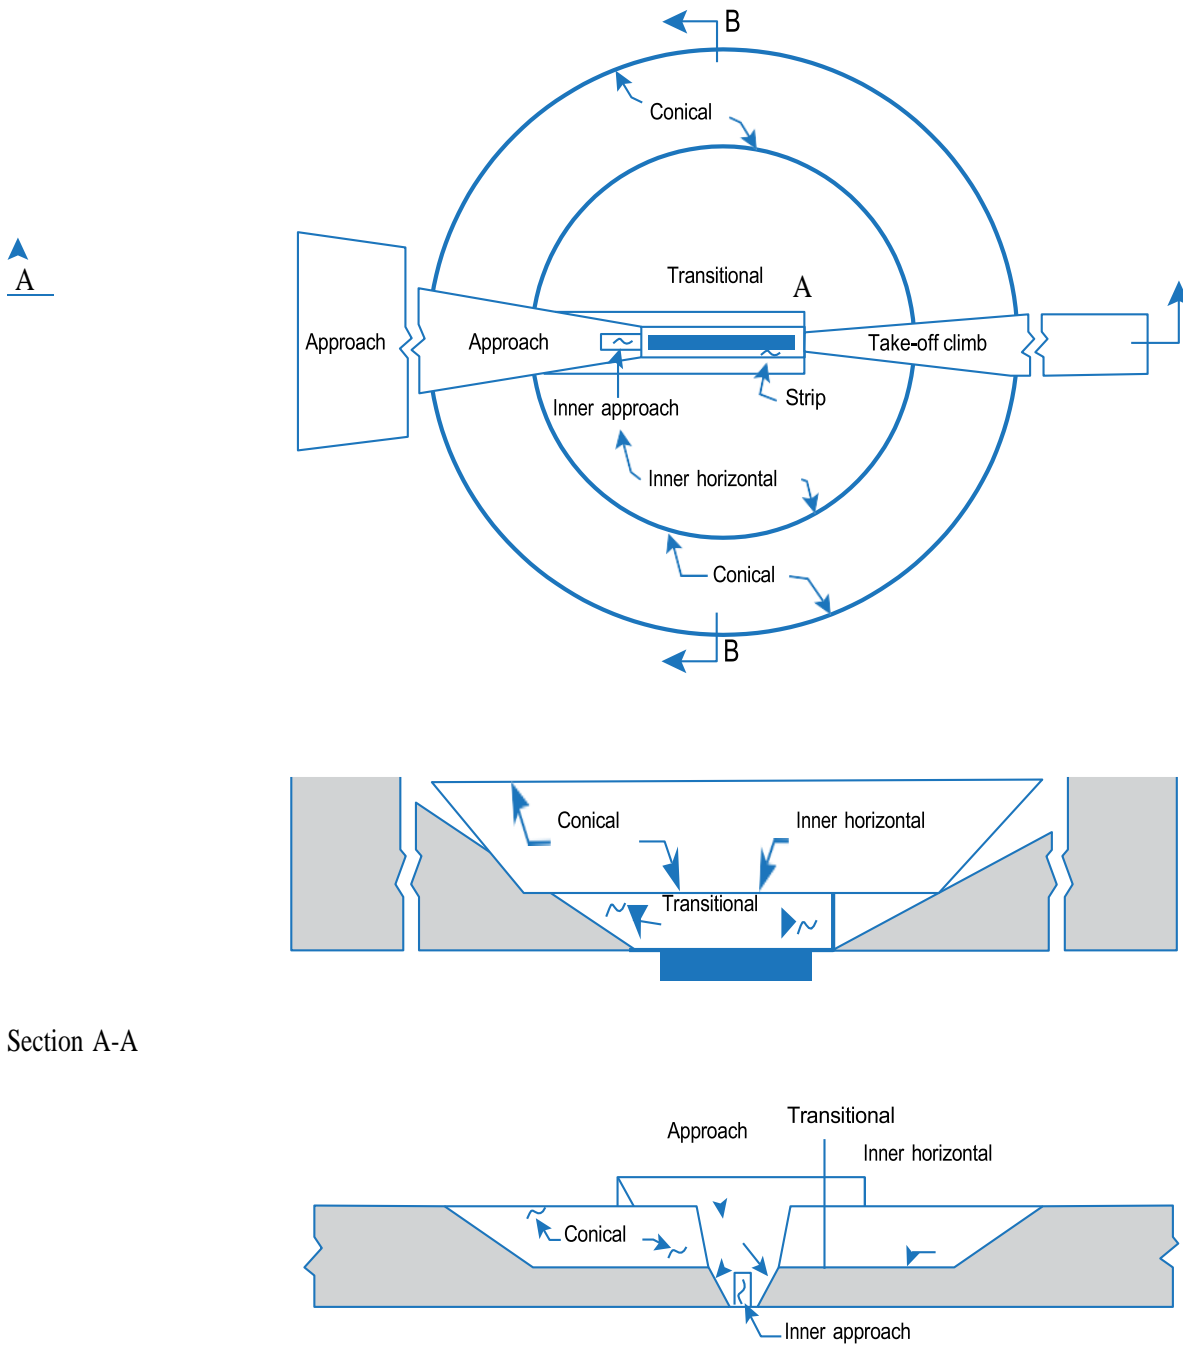 B
Conical
A
Transitional
A
Approach
Approach
Take-off climb
Inner approach
Strip
Inner horizontal
Conical
B
Conical
Inner horizontal
Transitional
Section A-A
Approach
Transitional
Inner horizontal
Conical
Inner approach